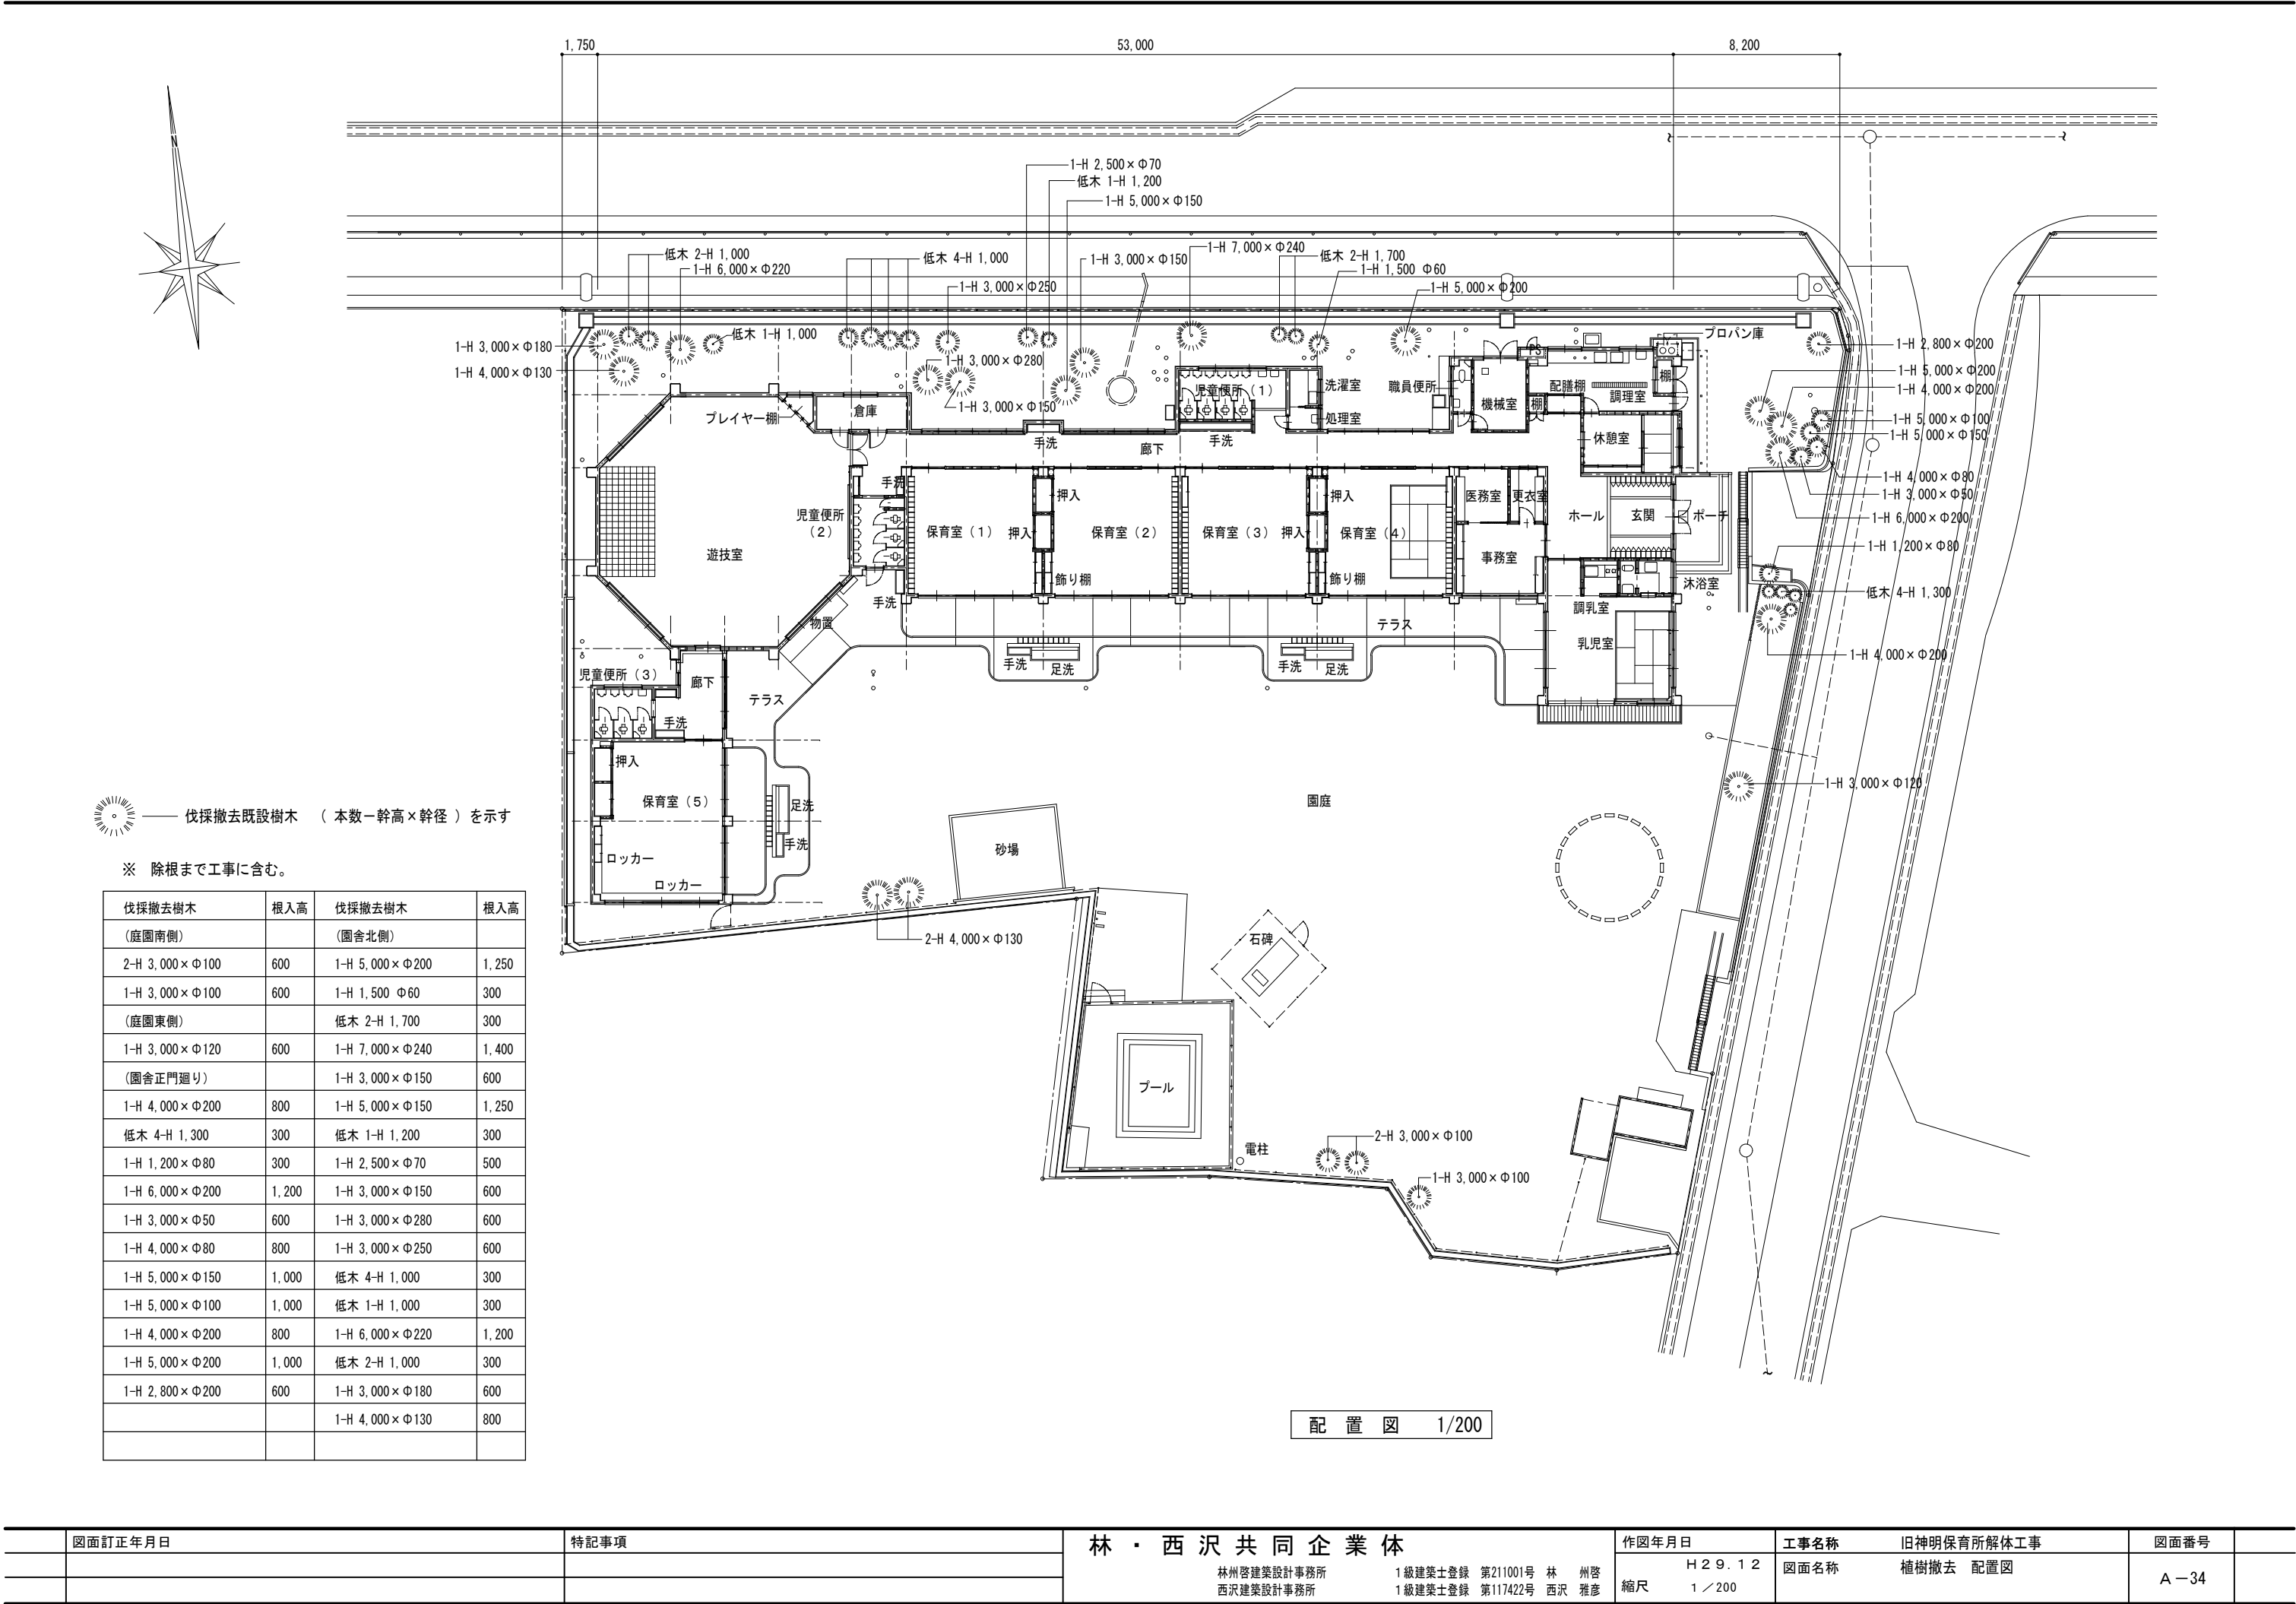 1,750
53,000
8,200
N
1-H 2,500×Φ70
低木 1-H 1,200
1-H 5,000×Φ150
低木 2-H 1,000
1-H 6,000×Φ220
低木 4-H 1,000
1-H 3,000×Φ250
1-H 3,000×Φ150
1-H 7,000×Φ240
低木 2-H 1,700
1-H 1,500 Φ60
1-H 5,000×Φ200
1-H 3,000×Φ180
1-H 4,000×Φ130
低木 1-H 1,000
1-H 3,000×Φ280
1-H 3,000×Φ150
プロパン庫
1-H 2,800×Φ200
1-H 5,000×Φ200
1-H 4,000×Φ200
1-H 5,000×Φ100
1-H 5,000×Φ150
1-H 4,000×Φ80
1-H 3,000×Φ50
1-H 6,000×Φ200
1-H 1,200×Φ80
低木 4-H 1,300
1-H 4,000×Φ200
1-H 3,000×Φ120
プレイヤー棚
倉庫
手洗
廊下
児童便所(1)
手洗
洗濯室
処理室
職員便所
機械室
PS
棚
配膳棚
調理室
棚
休憩室
手洗
児童便所
(2)
遊技室
保育室(1)
押入
押入
保育室(2)
保育室(3)
押入
押入
保育室(4)
医務室
更衣室
ホール
玄関
ポーチ
事務室
飾り棚
飾り棚
手洗
物置
テラス
調乳室
沐浴室
乳児室
手洗
足洗
手洗
足洗
児童便所(3)
廊下
テラス
手洗
押入
保育室(5)
足洗
手洗
ロッカー
ロッカー
園庭
砂場
2-H 4,000×Φ130
石碑
プール
電柱
2-H 3,000×Φ100
1-H 3,000×Φ100
伐採撤去既設樹木 ( 本数ー幹高×幹径 )を示す
※ 除根まで工事に含む。
伐採撤去樹木 根入高 伐採撤去樹木 根入高
(庭園南側) (園舎北側)
2-H 3,000×Φ100 600 1-H 5,000×Φ200 1,250
1-H 3,000×Φ100 600 1-H 1,500 Φ60 300
(庭園東側) 低木 2-H 1,700 300
1-H 3,000×Φ120 600 1-H 7,000×Φ240 1,400
(園舎正門廻り) 1-H 3,000×Φ150 600
1-H 4,000×Φ200 800 1-H 5,000×Φ150 1,250
低木 4-H 1,300 300 低木 1-H 1,200 300
1-H 1,200×Φ80 300 1-H 2,500×Φ70 500
1-H 6,000×Φ200 1,200 1-H 3,000×Φ150 600
1-H 3,000×Φ50 600 1-H 3,000×Φ280 600
1-H 4,000×Φ80 800 1-H 3,000×Φ250 600
1-H 5,000×Φ150 1,000 低木 4-H 1,000 300
1-H 5,000×Φ100 1,000 低木 1-H 1,000 300
1-H 4,000×Φ200 800 1-H 6,000×Φ220 1,200
1-H 5,000×Φ200 1,000 低木 2-H 1,000 300
1-H 2,800×Φ200 600 1-H 3,000×Φ180 600
1-H 4,000×Φ130 800
配 置 図 1/200
図面訂正年月日
特記事項
林・西沢共同企業体
林州啓建築設計事務所 1級建築士登録 第211001号 林 州啓
西沢建築設計事務所 1級建築士登録 第117422号 西沢 雅彦
作図年月日
H29.12
縮尺 1/200
工事名称 旧神明保育所解体工事
図面名称 植樹撤去 配置図
図面番号
A-34